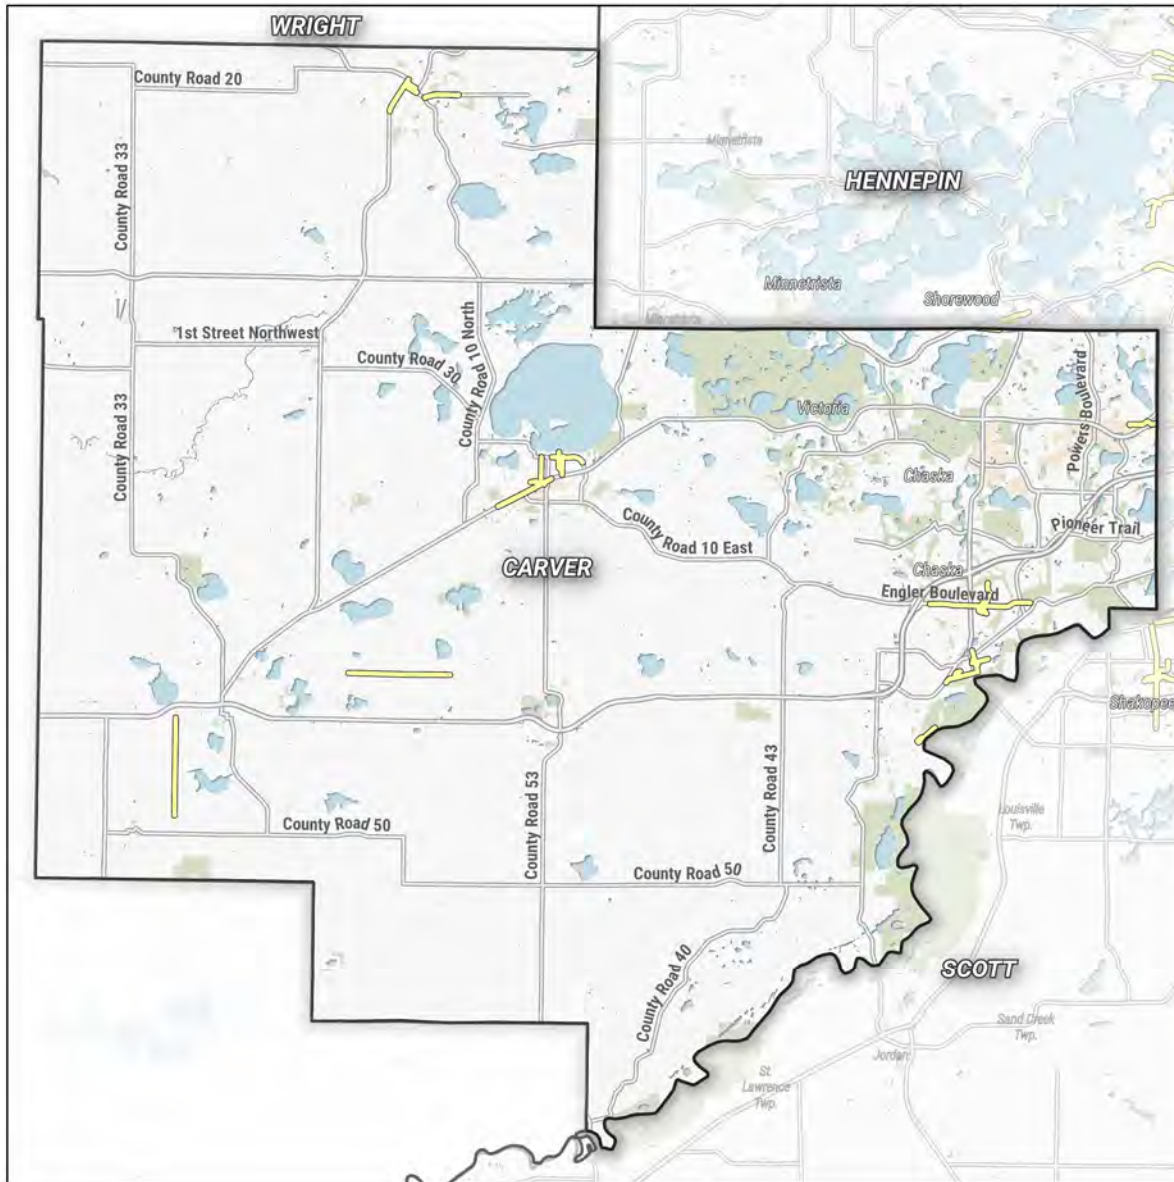 WRIGHT
County Road 20
Minnetrista
County Road 33
HENNEPIN
Minnetrista
Shorewood
1st Street Northwest
County Road 30
County Road 10 North
Powers Boulevard
County Road 33
Victoria
Chaska
County Road 10 East
Pioneer Trail
CARVER
Chaska
Engler Boulevard
Shakopee
County Road 53
County Road 43
Louisville
Twp.
County Road 50
County Road 50
County Road 40
SCOTT
Sand Creek
Twp.
Jordan
St.
Lawrence
Twp.